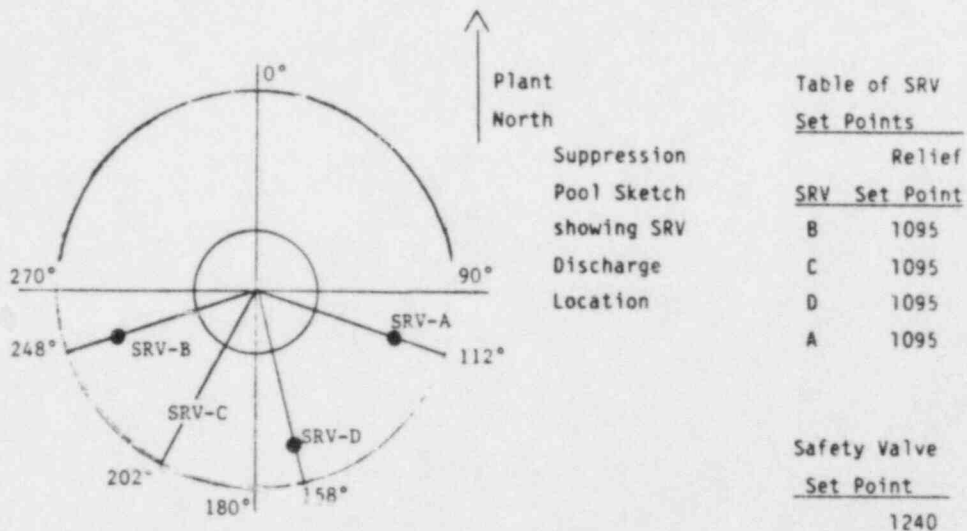 0°
Plant
North
Suppression
Pool Sketch
showing SRV
Discharge
Location
270°
90°
SRV-A
SRV-B
248°
112°
SRV-C
SRV-D
202°
180°
158°
Table of SRV
Set Points
Relief
SRV Set Point
B 1095
C 1095
D 1095
A 1095
Safety Valve
Set Point
1240